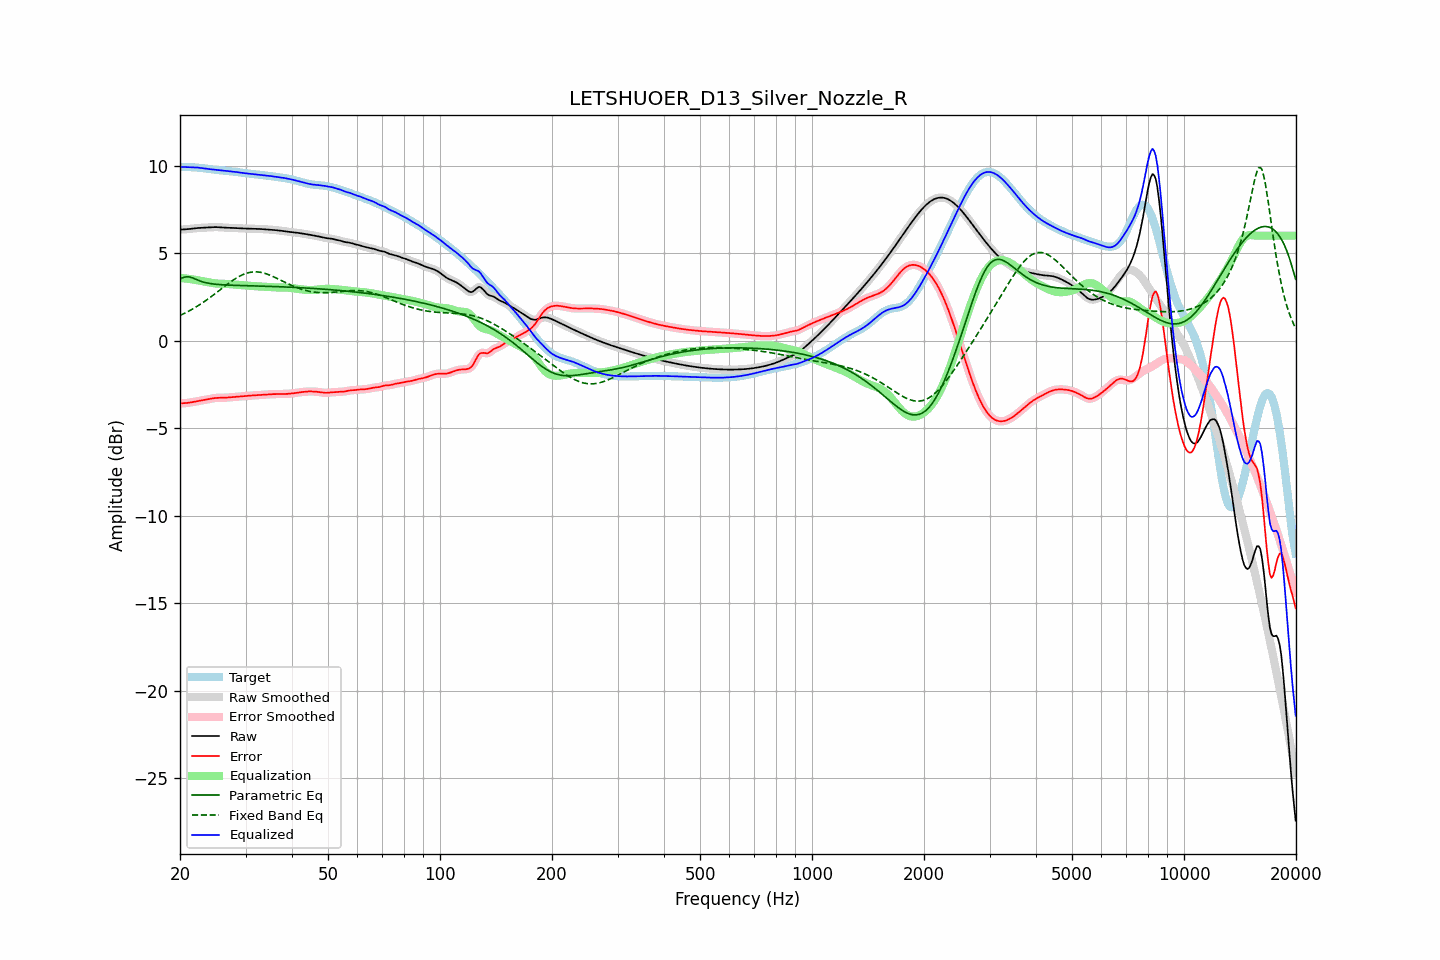 LETSHUOER_D13_Silver_Nozzle_R
10
5
0
−5
−10
−15
−20
−25
Amplitude (dBr)
Target
Raw Smoothed
Error Smoothed
Raw
Error
Equalization
Parametric Eq
Fixed Band Eq
Equalized
20
50
100
200
500
1000
2000
5000
10000
20000
Frequency (Hz)